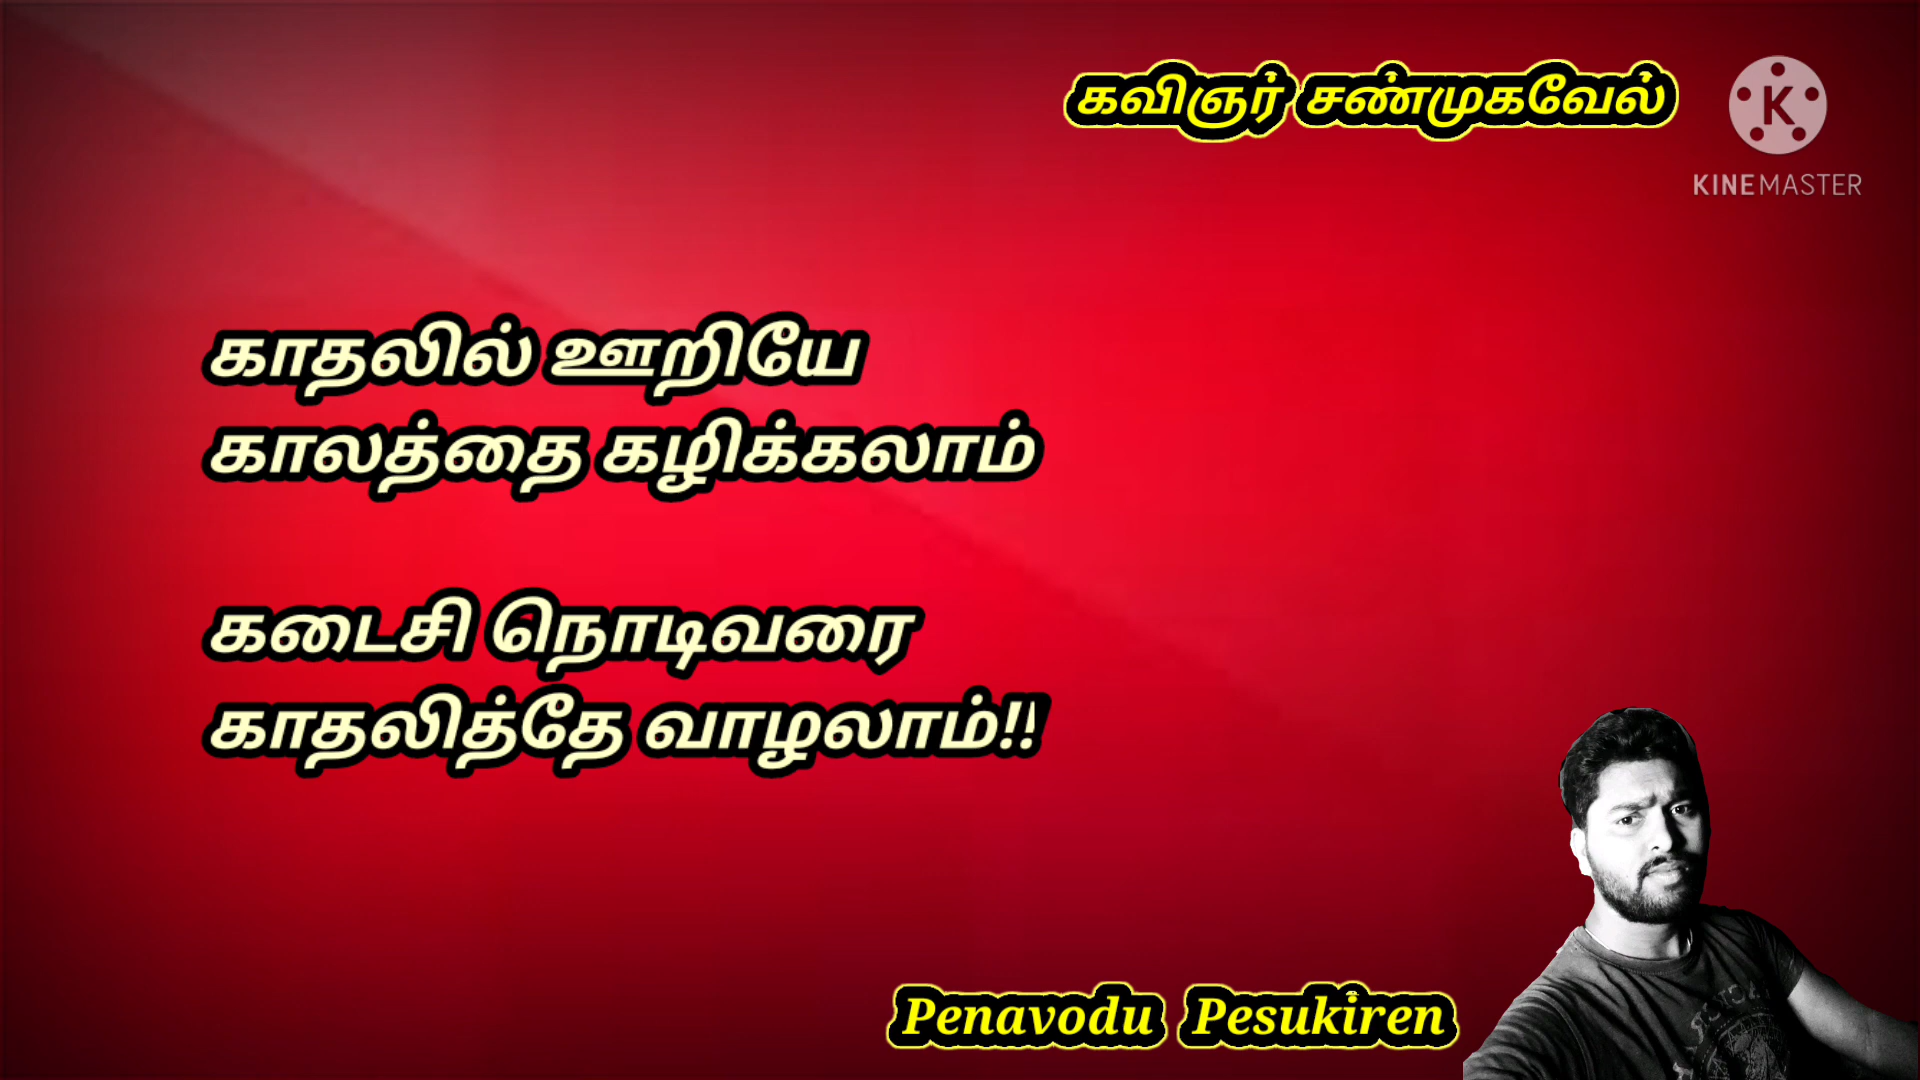 கவிஞர் சண்முகவேல்
KINEMASTER
காதலில் ஊறியே
காலத்தை கழிக்கலாம்
கடைசி நொடிவரை
காதலித்தே வாழலாம்!!
Penavodu Pesukiren